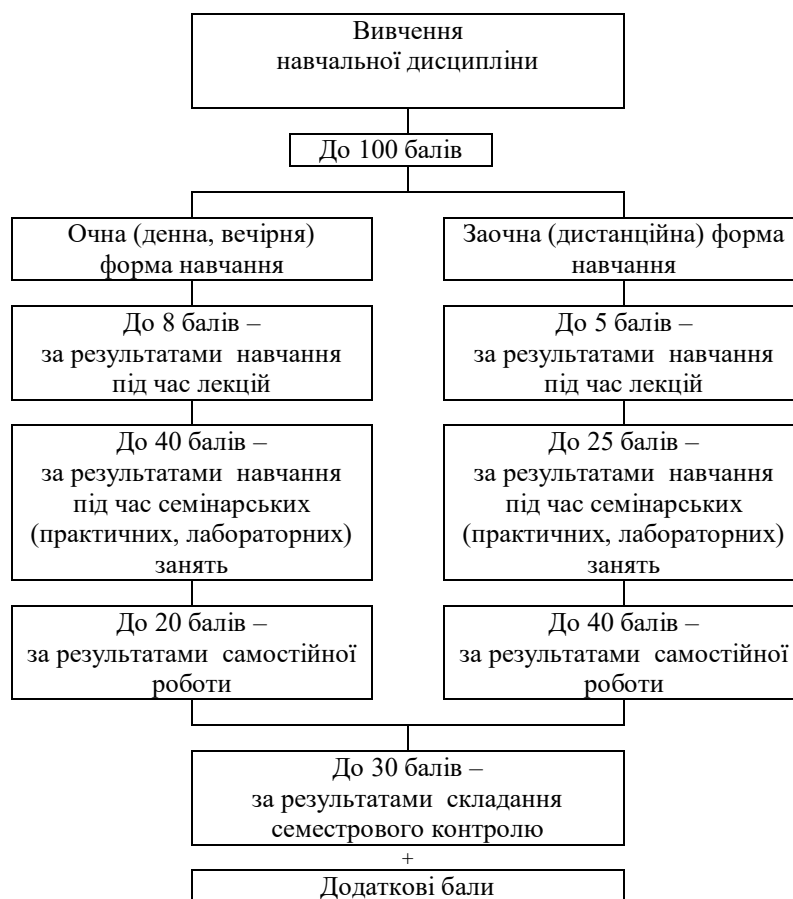 Вивчення
навчальної дисципліни
До 100 балів
Очна (денна, вечірня)
форма навчання
До 8 балів –
за результатами навчання
під час лекцій
До 40 балів –
за результатами навчання
під час семінарських
(практичних, лабораторних)
занять
До 20 балів –
за результатами самостійної
роботи
Заочна (дистанційна) форма
навчання
До 5 балів –
за результатами навчання
під час лекцій
До 25 балів –
за результатами навчання
під час семінарських
(практичних, лабораторних)
занять
До 40 балів –
за результатами самостійної
роботи
До 30 балів –
за результатами складання
семестрового контролю
+
Додаткові бали